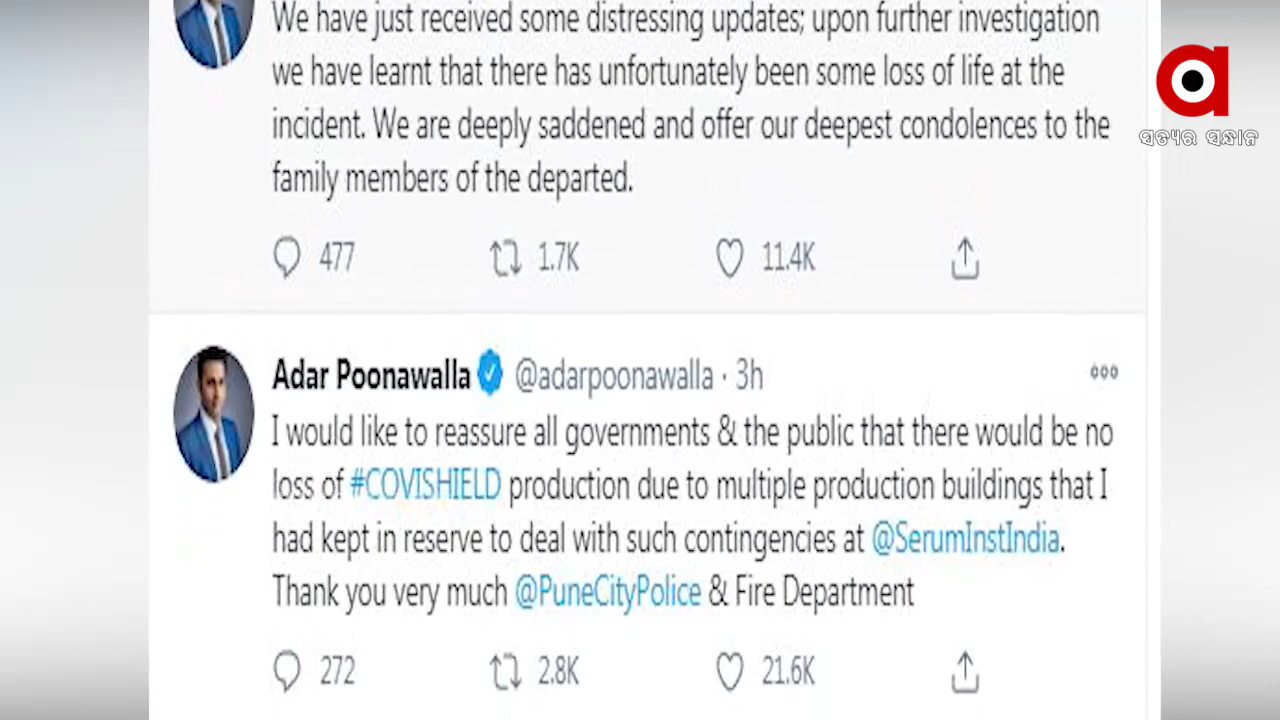 We have just received some distressing updates; upon further investigation
we have learnt that there has unfortunately been some loss of life at the
incident. We are deeply saddened and offer our deepest condolences to the
family members of the departed.
477 1.7K 11.4K
ସତ୍ୟର ସନ୍ଧାନ
Adar Poonawalla @adarpoonawalla · 3h
I would like to reassure all governments & the public that there would be no
loss of #COVISHIELD production due to multiple production buildings that I
had kept in reserve to deal with such contingencies at @SerumInstIndia.
Thank you very much @PuneCityPolice & Fire Department
272 2.8K 21.6K